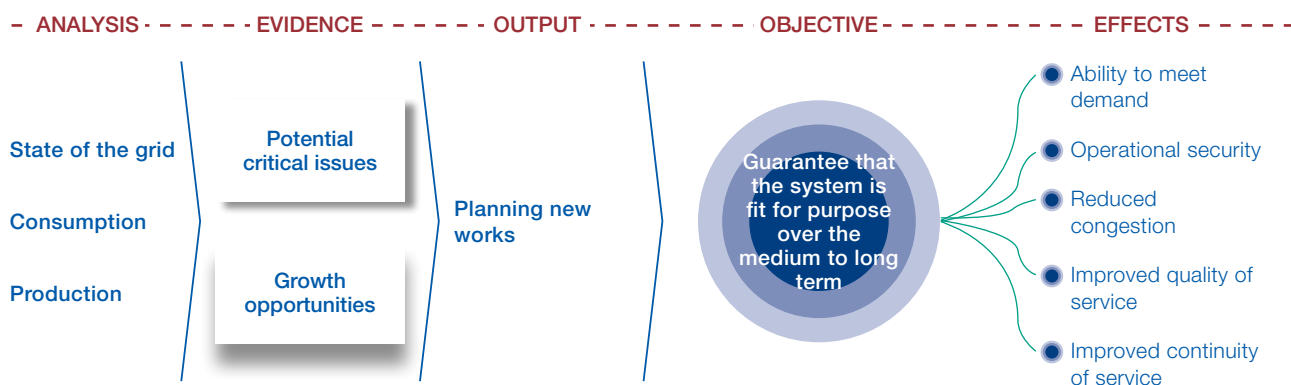 ANALYSIS
EVIDENCE
OUTPUT
OBJECTIVE
EFFECTS
State of the grid
Consumption
Production
Potential
critical issues
Growth
opportunities
Planning new
works
Guarantee that
the system is
fit for purpose
over the
medium to long
term
Ability to meet
demand
Operational security
Reduced
congestion
Improved quality of
service
Improved continuity
of service